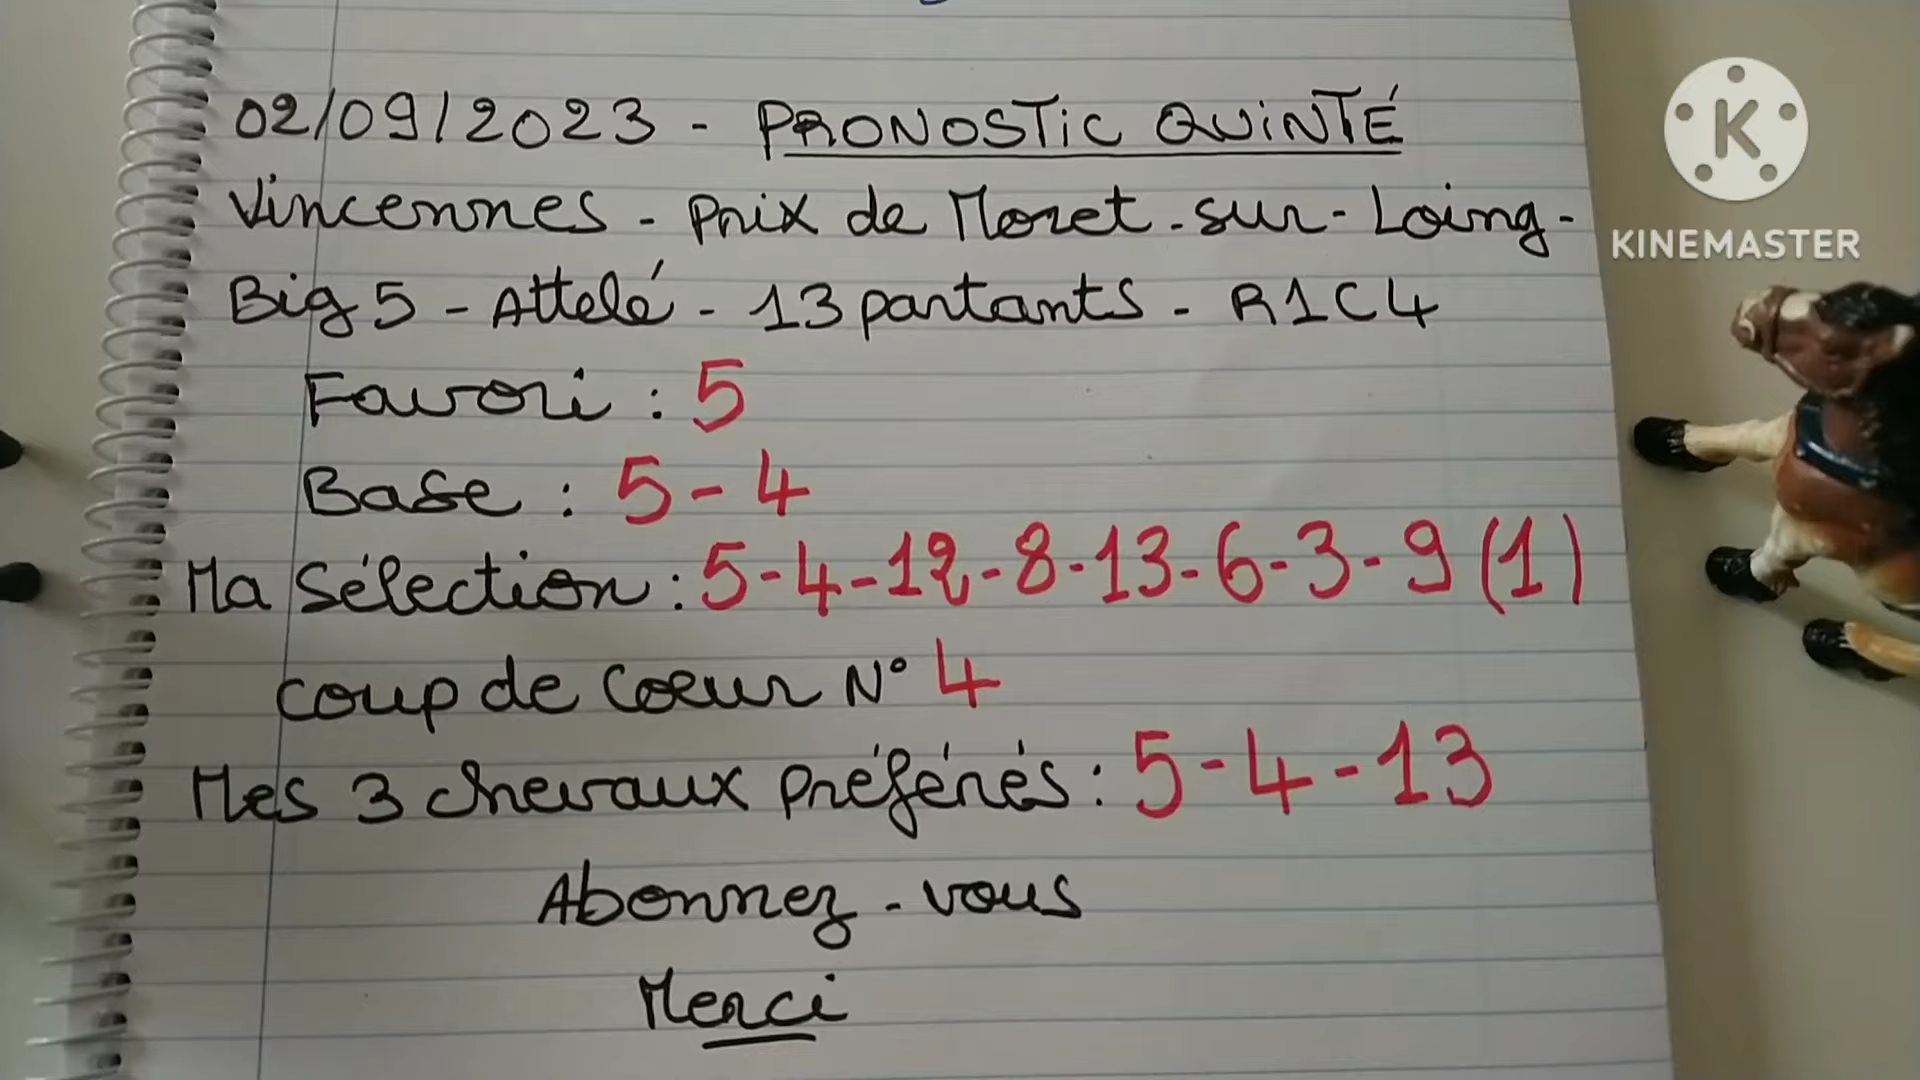 02/09/2023 - PRONOSTIC QUINTÉ
Vincennes - Prix de Moret-sur-Loing-
Big 5 - Attelé - 13 partants - R1C4
Favori : 5
Base : 5-4
Ma Sélection : 5-4-12-8-13-6-3-9 (1)
Coup de Coeur N° 4
Mes 3 chevaux préférés : 5-4-13
Abonnez-vous
Merci
K
KINEMASTER